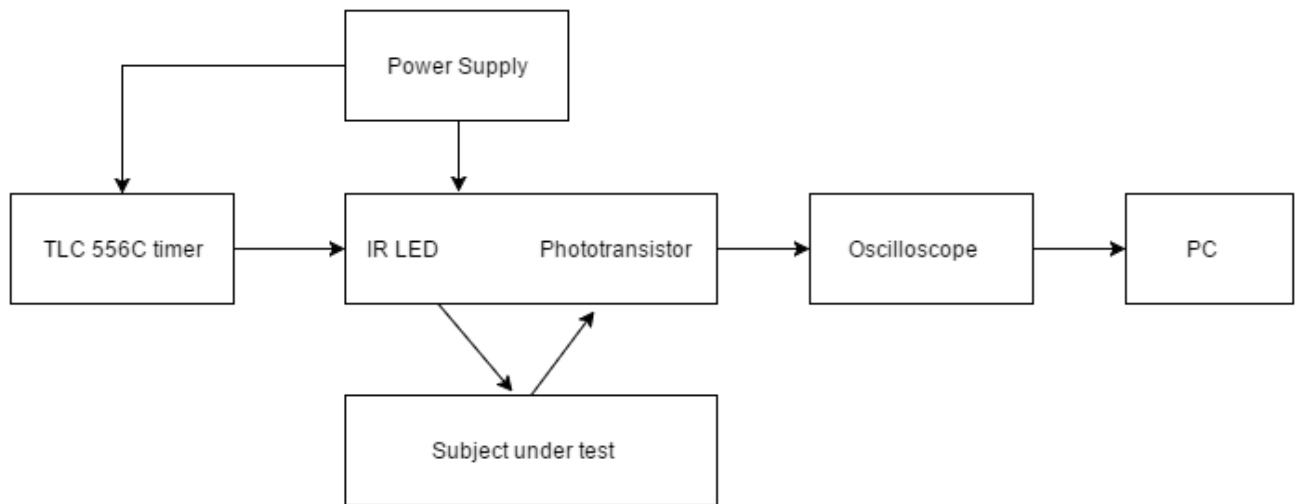 Power Supply
TLC 556C timer
IR LED
Phototransistor
Oscilloscope
PC
Subject under test